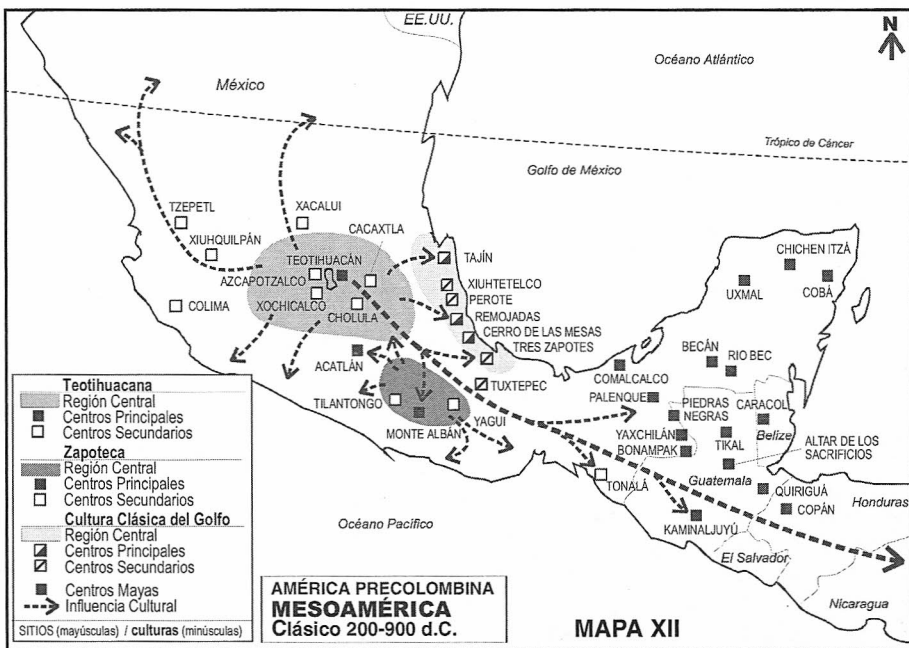 EE.UU.
N
Océano Atlántico
México
Trópico de Cáncer
Golfo de México
TZEPETL
XACALUI
CACAXTLA
XIUHQUILPÁN
TEOTIHUACÁN
TAJÍN
CHICHEN ITZÁ
AZCAPOTZALCO
XIUHTETELCO
UXMAL
COBÁ
COLIMA
XOCHICALCO
PEROTE
CHOLULA
REMOJADAS
CERRO DE LAS MESAS
TRES ZAPOTES
ACATLÁN
BECÁN
RIO BEC
COMALCALCO
TUXTEPEC
PALENQUE
TILANTONGO
YAGUI
PIEDRAS
NEGRAS
CARACOL
MONTE ALBÁN
YAXCHILÁN
TIKAL
Belize
BONAMPAK
ALTAR DE LOS
SACRIFICIOS
TONALÁ
Guatemala
QUIRIGUÁ
Honduras
COPÁN
KAMINALJUYÚ
Océano Pacífico
El Salvador
Nicaragua
Teotihuacana
Región Central
Centros Principales
Centros Secundarios
Zapoteca
Región Central
Centros Principales
Centros Secundarios
Cultura Clásica del Golfo
Región Central
Centros Principales
Centros Secundarios
Centros Mayas
Influencia Cultural
SITIOS (mayúsculas) / culturas (minúsculas)
AMÉRICA PRECOLOMBINA
MESOAMÉRICA
Clásico 200-900 d.C.
MAPA XII